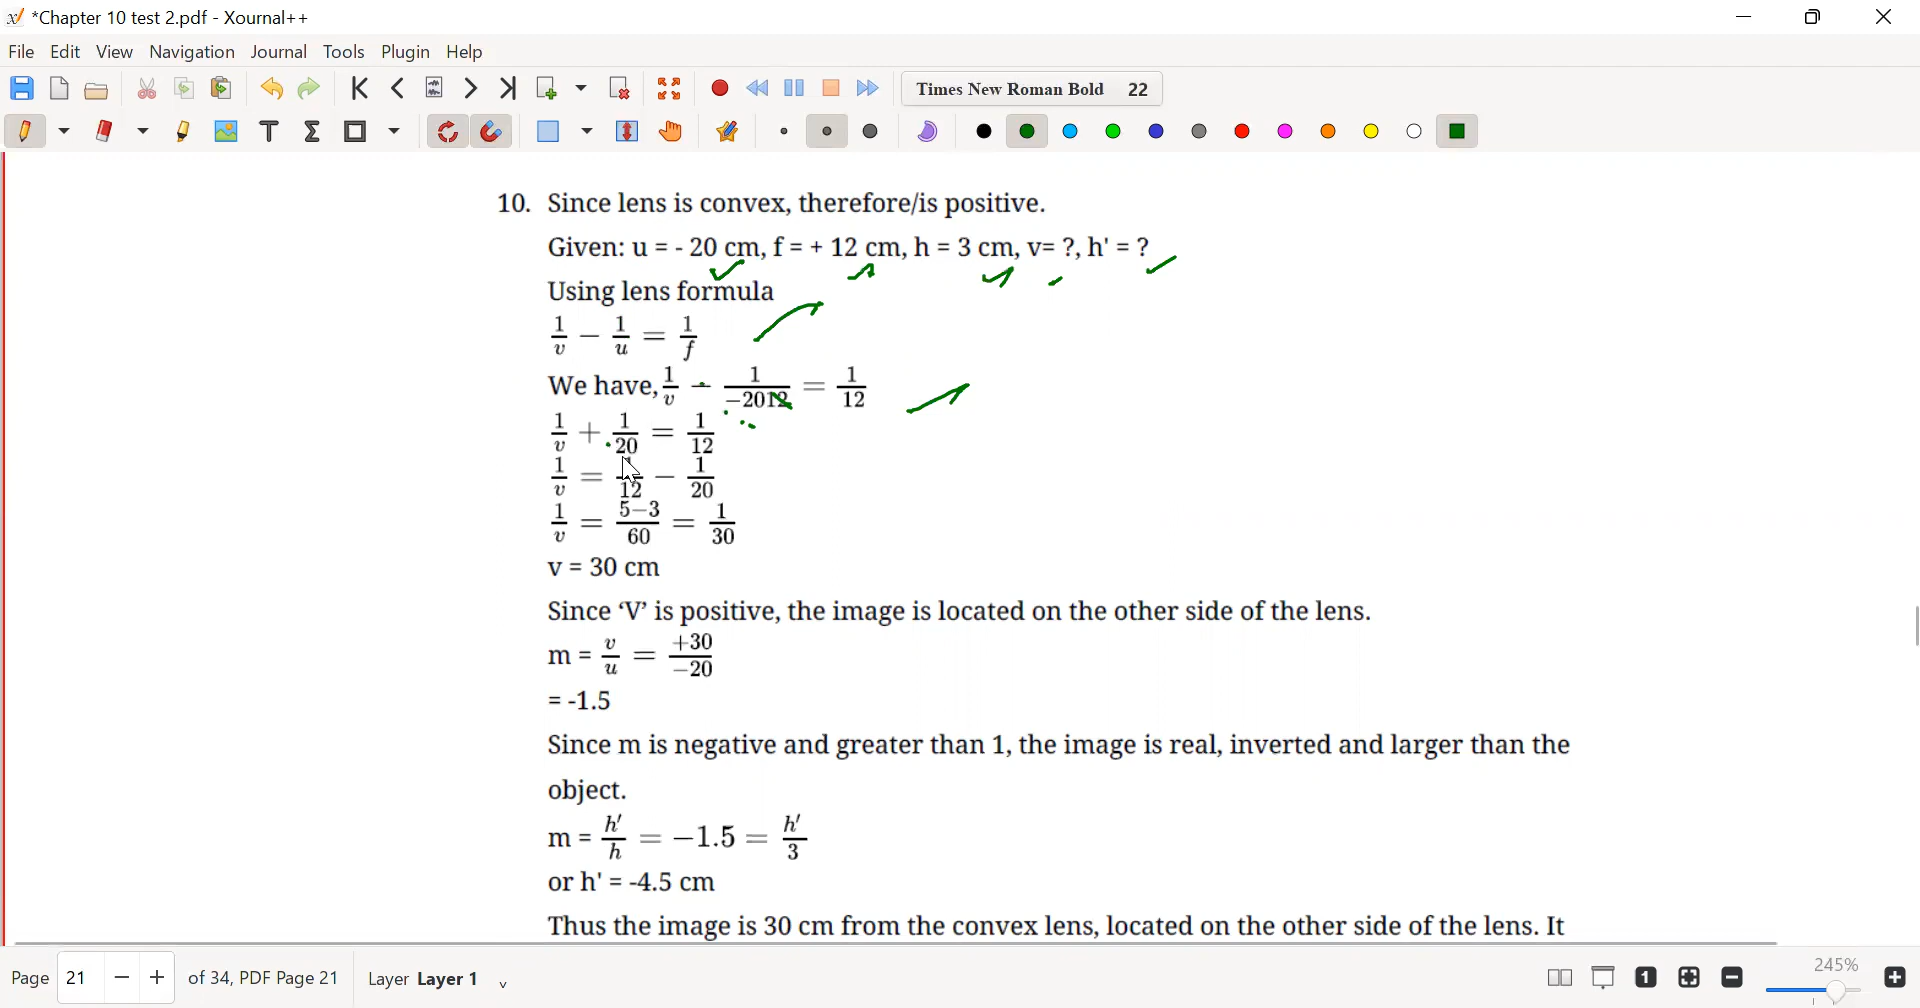 *Chapter 10 test 2.pdf - Xournal++
File Edit View Navigation Journal Tools Plugin Help
Times New Roman Bold 22
10. Since lens is convex, therefore/is positive.
Given: u = - 20 cm, f = + 12 cm, h = 3 cm, v= ?, h' = ?
Using lens formula
1/v − 1/u = 1/f
We have, 1/v − 1/−2012 = 1/12
1/v + 1/20 = 1/12
1/v = 1/12 − 1/20
1/v = 5−3/60 = 1/30
v = 30 cm
Since ‘V’ is positive, the image is located on the other side of the lens.
m = v/u = +30/−20
= -1.5
Since m is negative and greater than 1, the image is real, inverted and larger than the
object.
m = h'/h = −1.5 = h'/3
or h' = -4.5 cm
Thus the image is 30 cm from the convex lens, located on the other side of the lens. It
Page 21 − + of 34, PDF Page 21 Layer Layer 1 245%